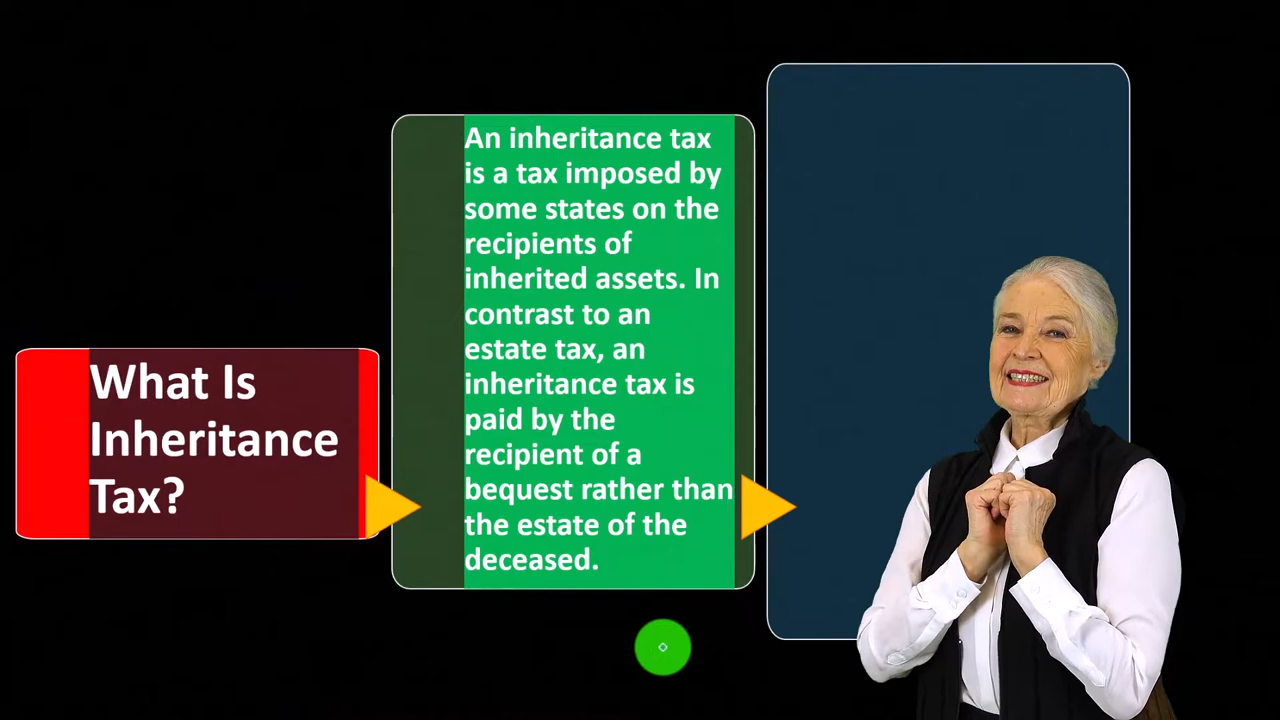 What Is
Inheritance
Tax?
An inheritance tax
is a tax imposed by
some states on the
recipients of
inherited assets. In
contrast to an
estate tax, an
inheritance tax is
paid by the
recipient of a
bequest rather than
the estate of the
deceased.